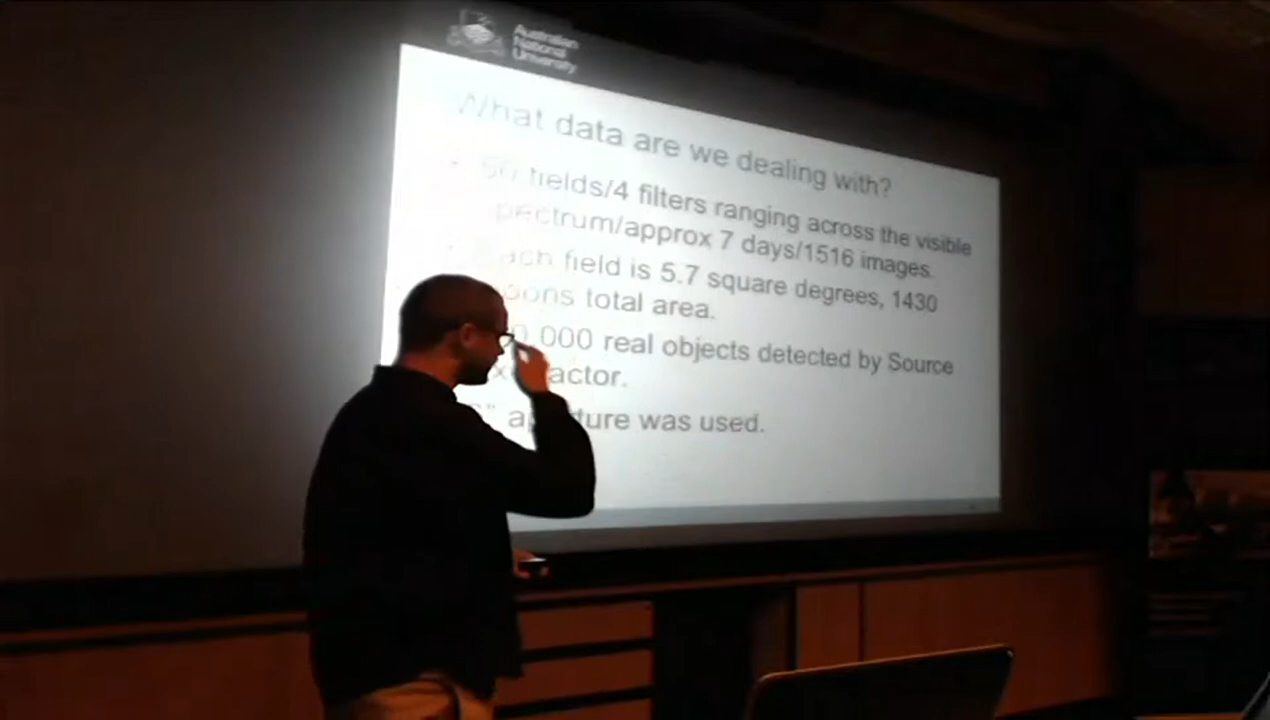 Australian
National
University
What data are we dealing with?
fields/4 filters ranging across the visible
pectrum/approx 7 days/1516 images.
ach field is 5.7 square degrees, 1430
oons total area.
0,000 real objects detected by Source
x actor.
ture was used.